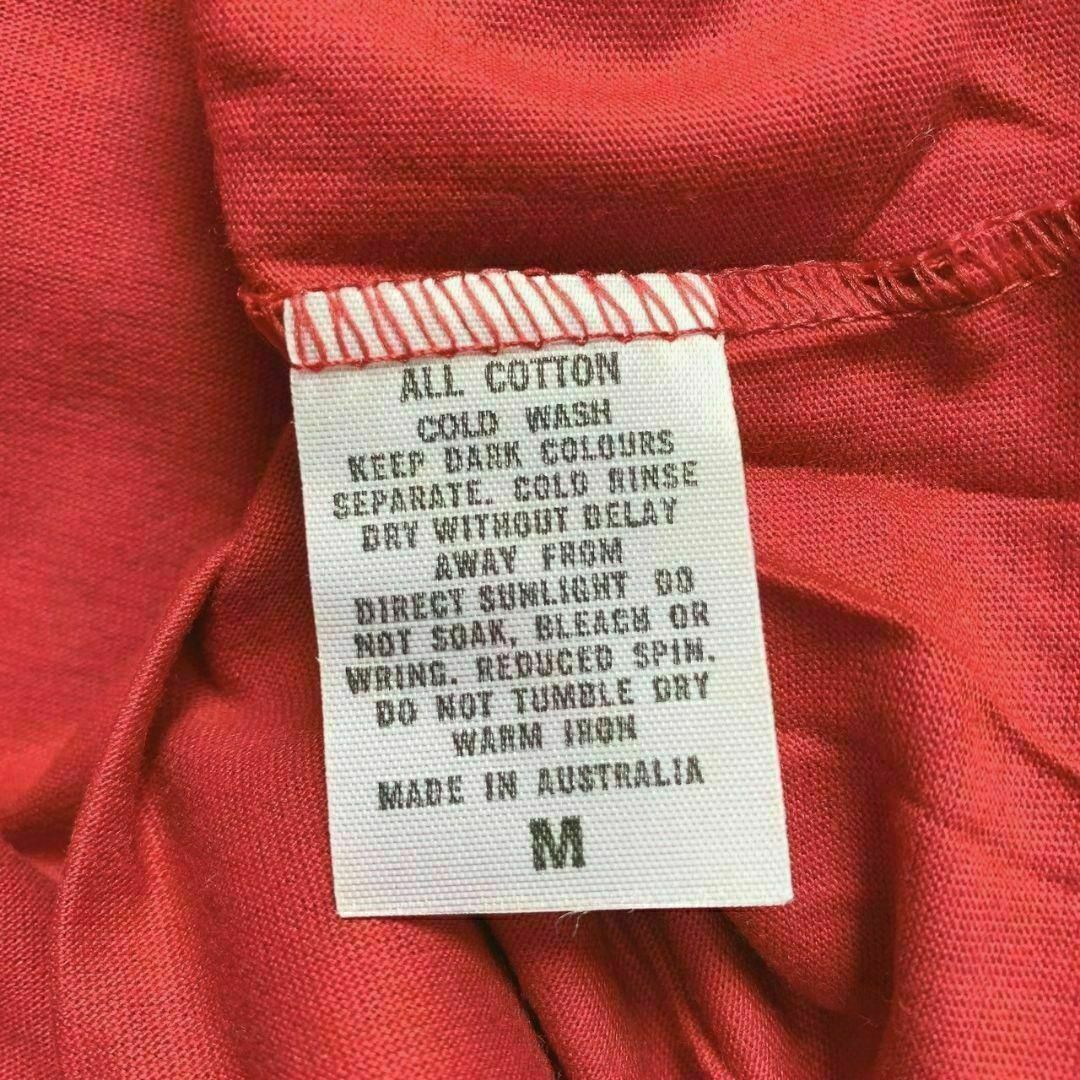 ALL COTTON
COLD WASH
KEEP DARK COLOURS
SEPARATE. COLD RINSE
DRY WITHOUT DELAY
AWAY FROM
DIRECT SUNLIGHT DO
NOT SOAK, BLEACH OR
WRING. REDUCED SPIN.
DO NOT TUMBLE DRY
WARM IRON
MADE IN AUSTRALIA
M